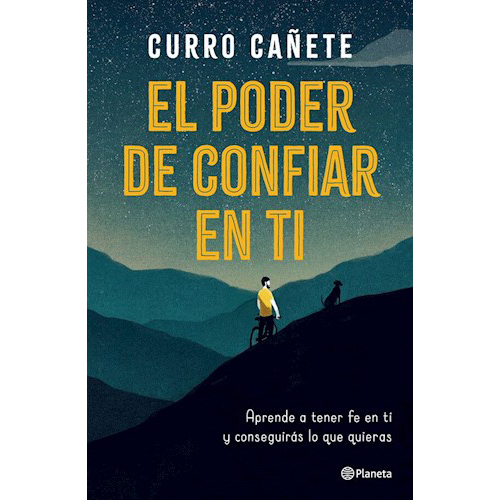 CURRO CAÑETE
EL PODER
DE CONFIAR
EN TI
Aprende a tener fe en ti
y conseguirás lo que quieras
Planeta